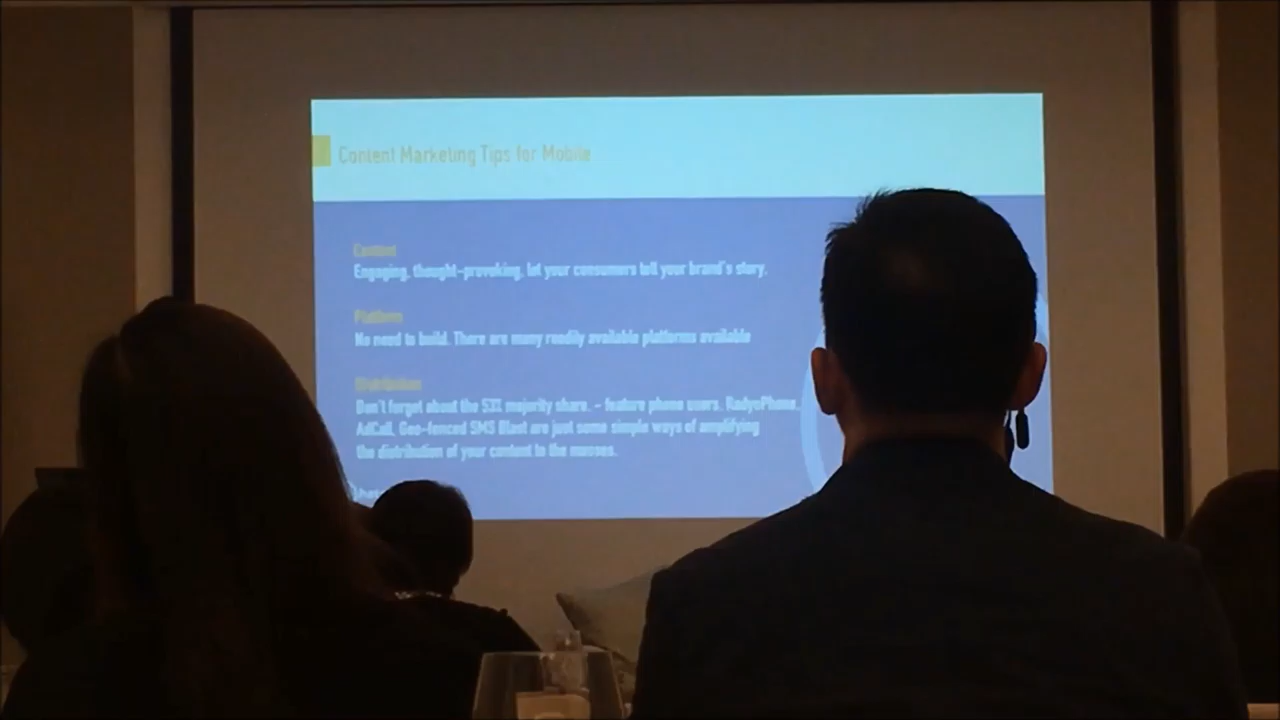 Content Marketing Tips for Mobile
Content
Engaging, thought-provoking, let your consumers tell your brand's story.
Platform
No need to build. There are many readily available platforms available
Distribution
Don't forget about the 53% majority share. - feature phone users. RadyoPhone,
AdCall, Geo-fenced SMS Blast are just some simple ways of amplifying
the distribution of your content to the masses.